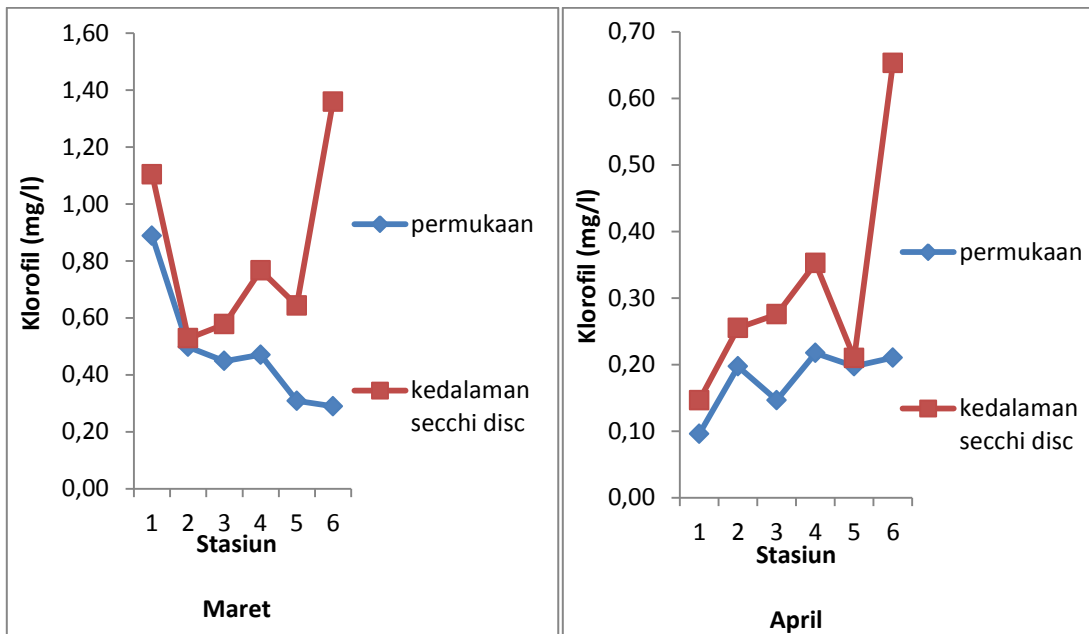 1,60
1,40
1,20
1,00
0,80
0,60
0,40
0,20
0,00
Klorofil (mg/l)
1 2 3 4 5 6
Stasiun
permukaan
kedalaman
secchi disc
Maret
0,70
0,60
0,50
0,40
0,30
0,20
0,10
0,00
Klorofil (mg/l)
1 2 3 4 5 6
Stasiun
permukaan
kedalaman
secchi disc
April